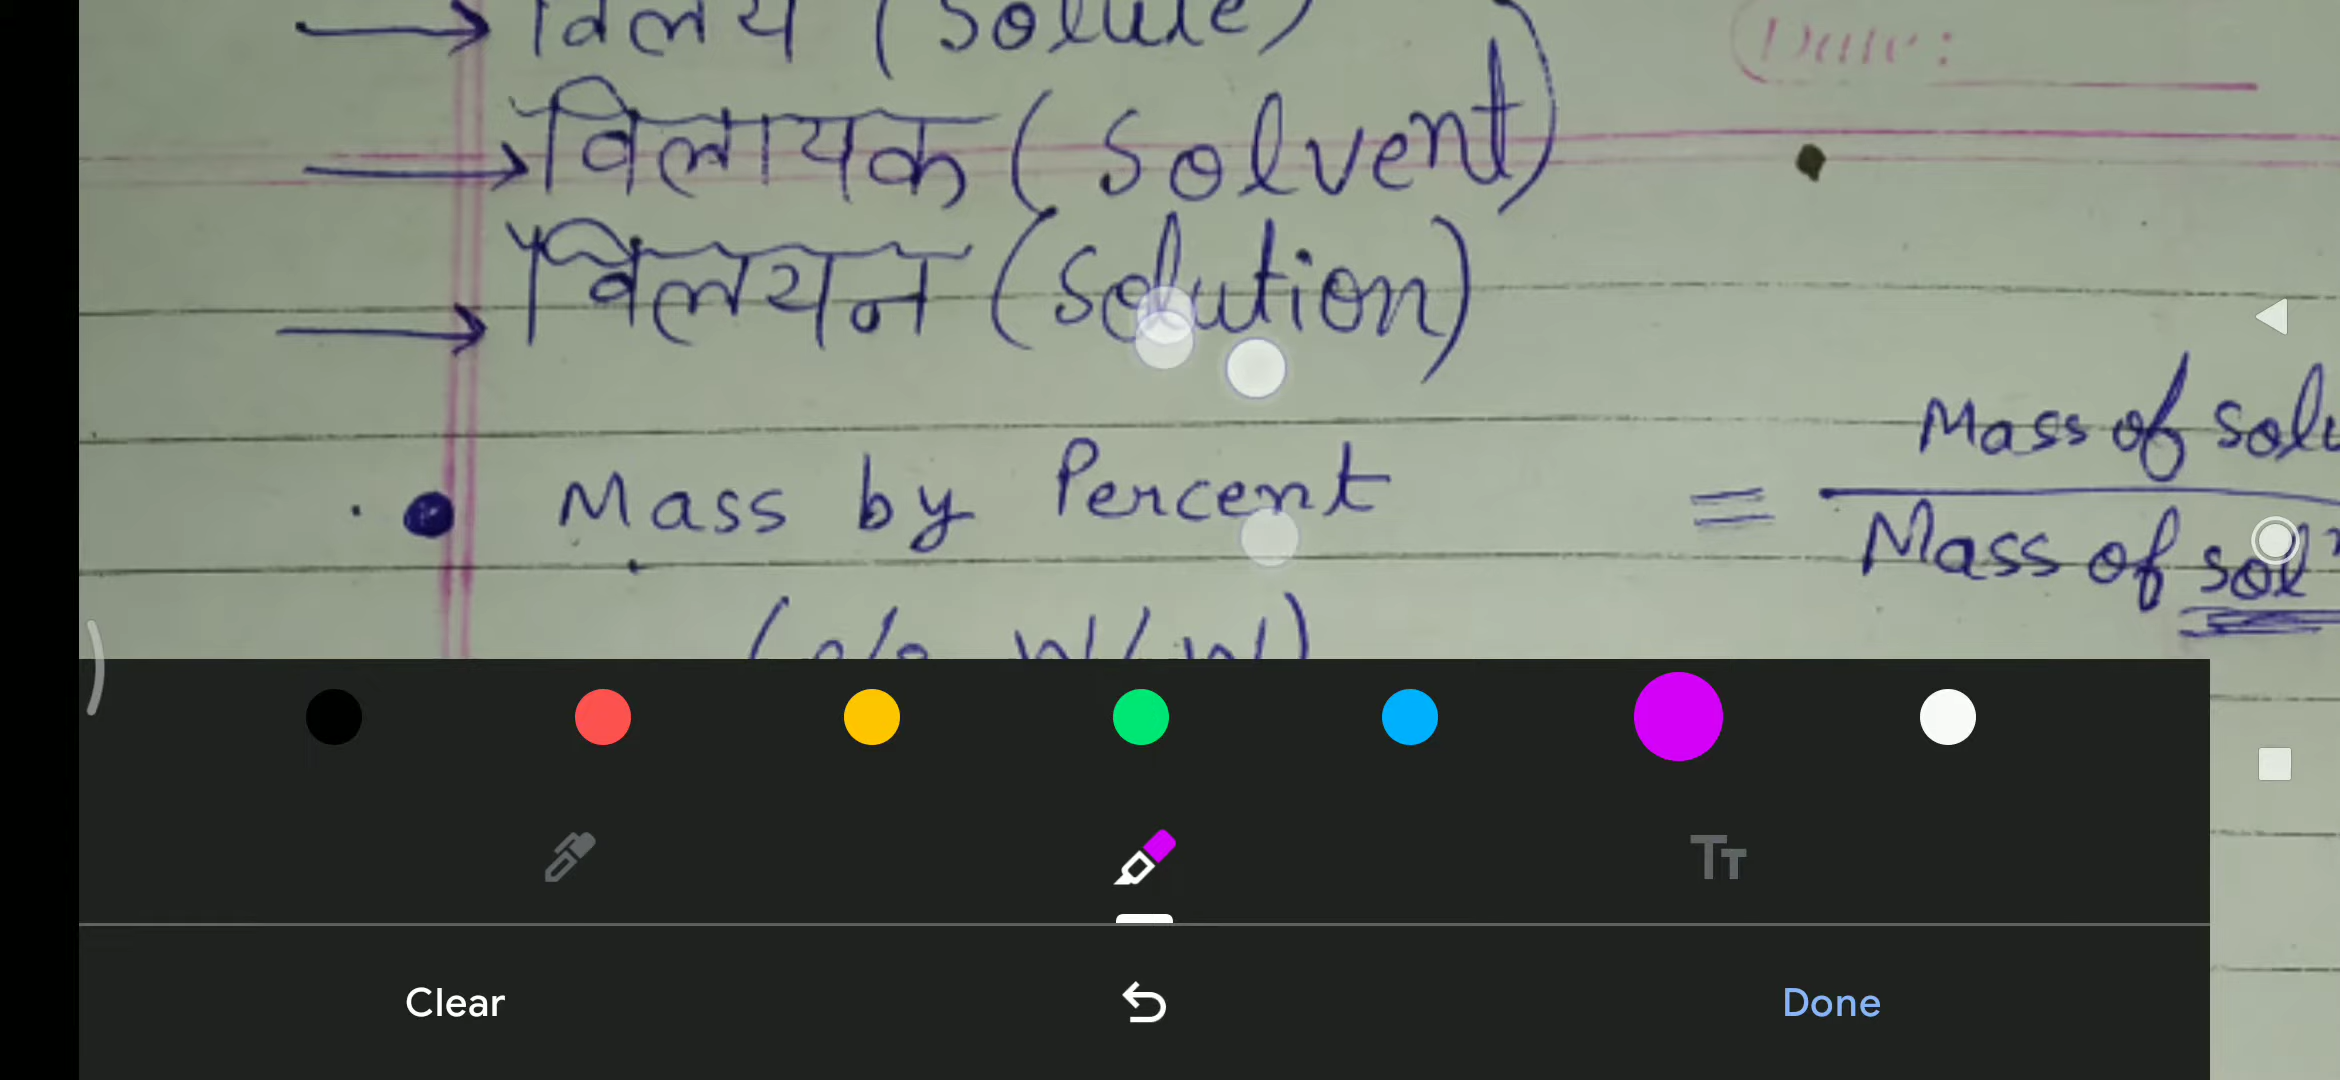 → विलय (Solute)
Date:
→ विलायक (Solvent)
→ विलयन (Solution)
• Mass by Percent = Mass of solu
Mass of sol
(% W/W)
Clear
Done